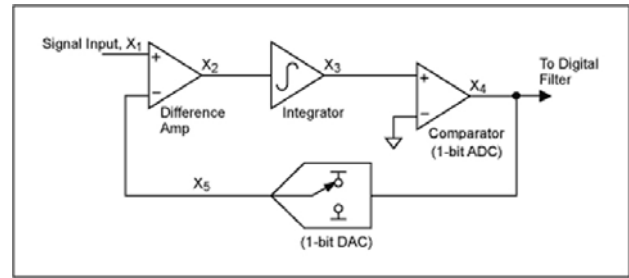 Signal Input, X1
X2
X3
X4
To Digital
Filter
+
−
+
−
Difference
Amp
Integrator
Comparator
(1-bit ADC)
X5
(1-bit DAC)